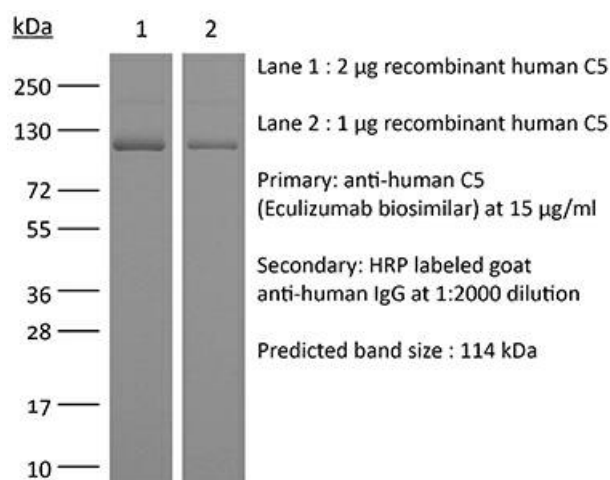 kDa
1
2
250
130
72
55
36
28
17
10
Lane 1 : 2 µg recombinant human C5
Lane 2 : 1 µg recombinant human C5
Primary: anti-human C5
(Eculizumab biosimilar) at 15 µg/ml
Secondary: HRP labeled goat
anti-human IgG at 1:2000 dilution
Predicted band size : 114 kDa